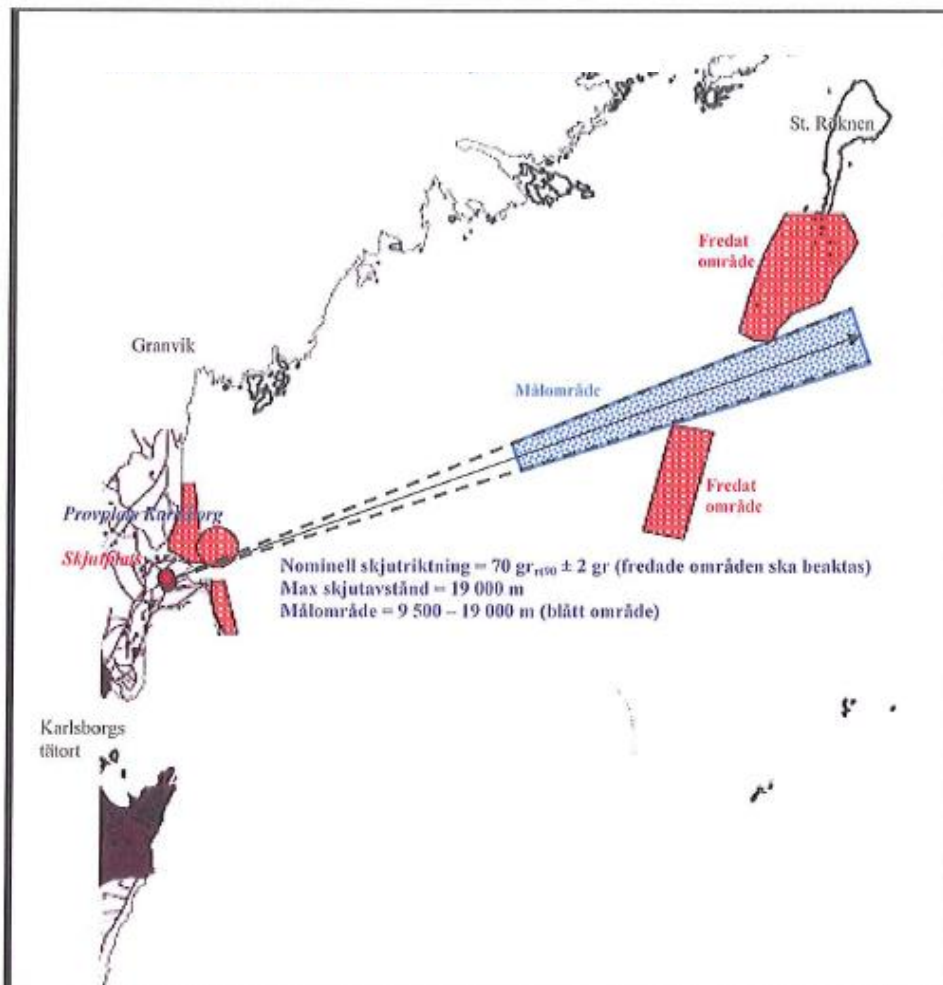 St. Röknen
Fredat
område
Granvik
Målområde
Fredat
område
Provplats Karlsborg
Skjutplats
Nominell skjutriktning = 70 gr_rt90 ± 2 gr (fredade områden ska beaktas)
Max skjutavstånd = 19 000 m
Målområde = 9 500 – 19 000 m (blått område)
Karlsborgs
tätort